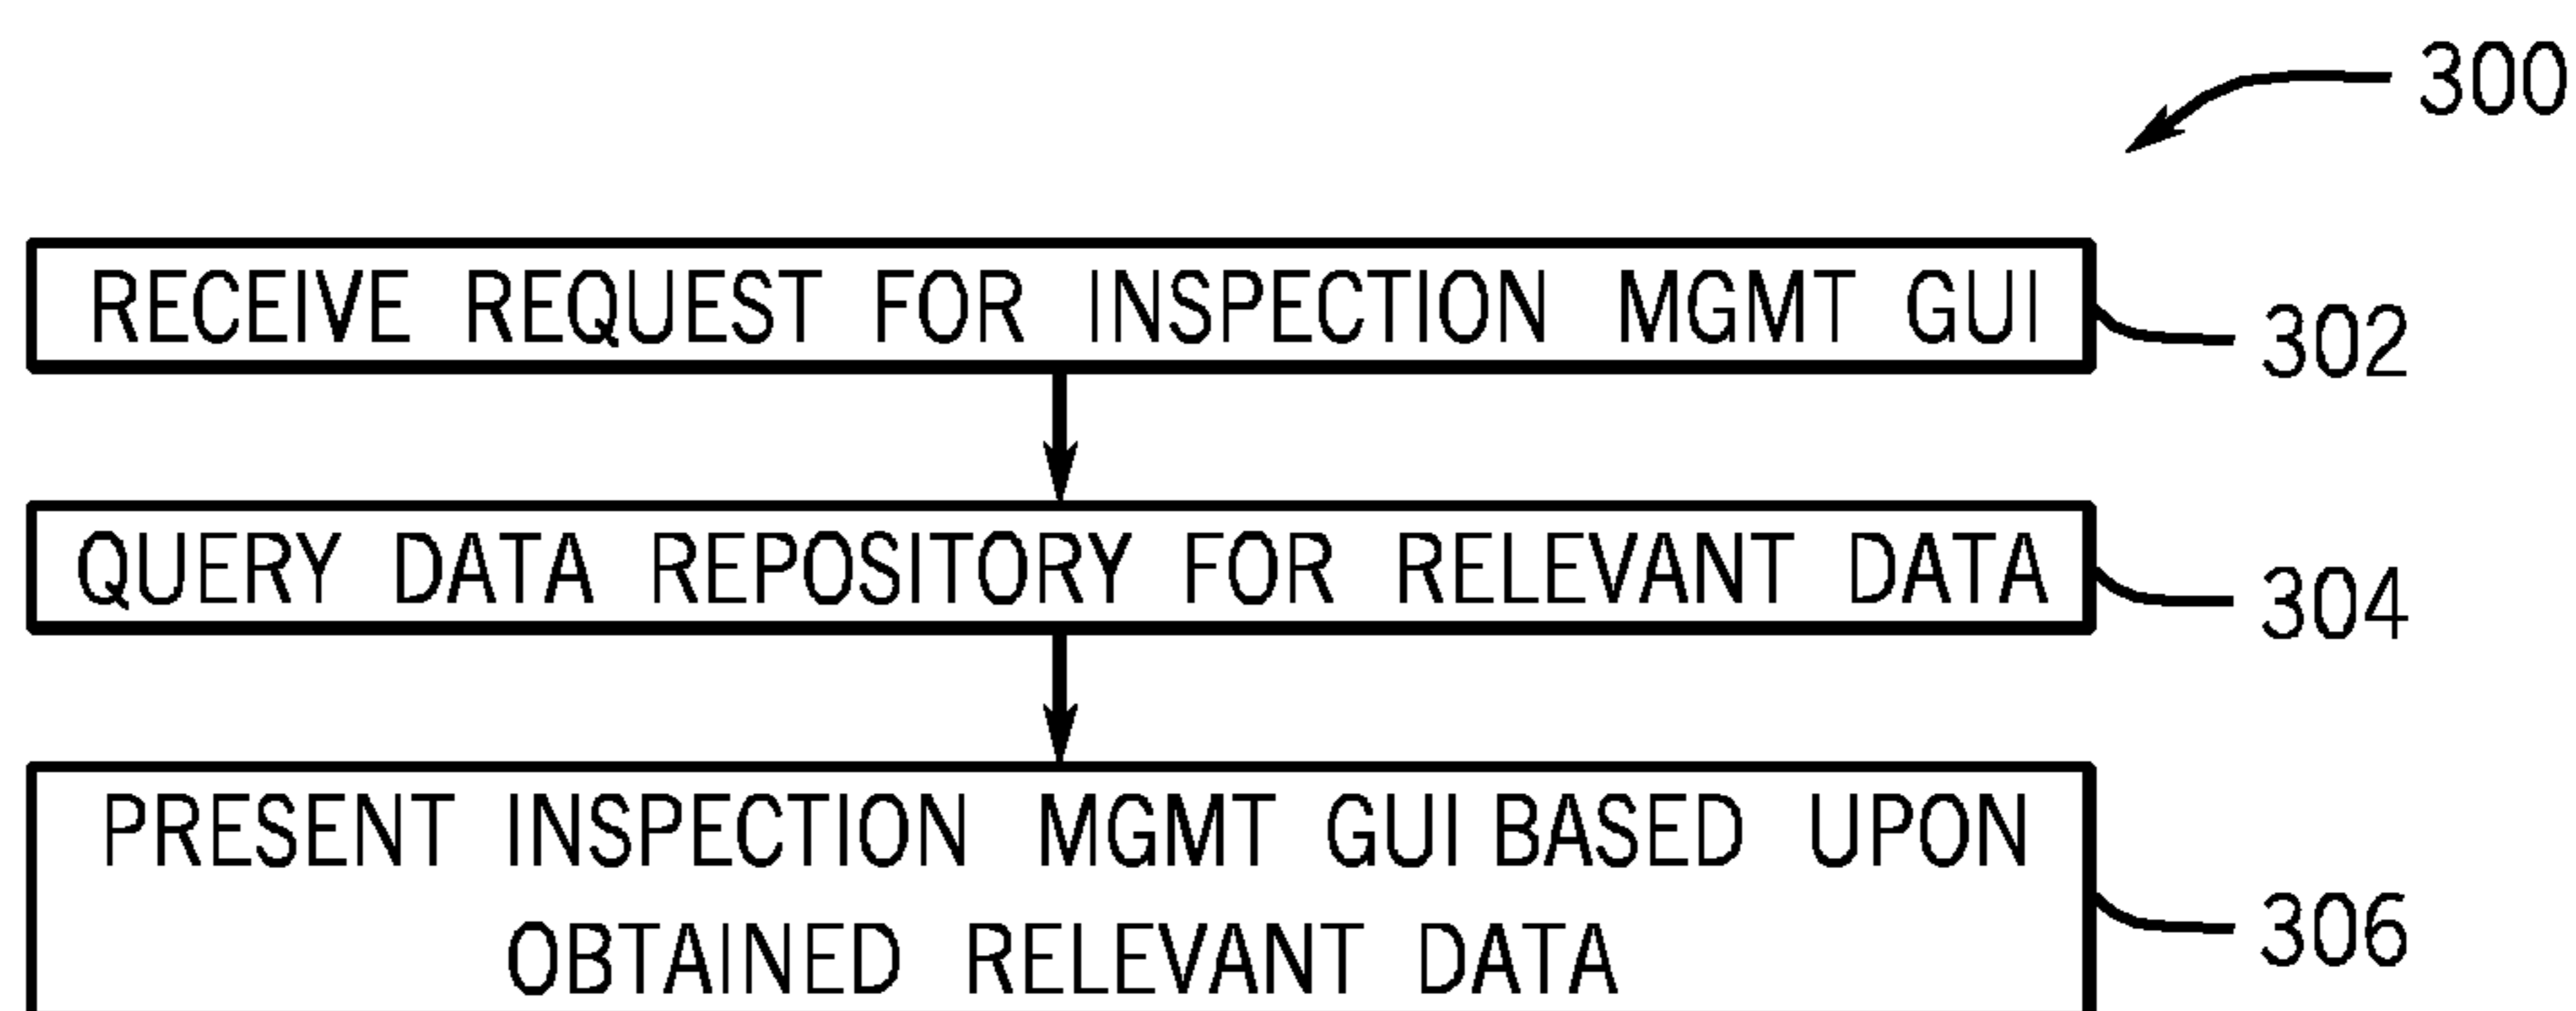 300
RECEIVE REQUEST FOR INSPECTION MGMT GUI
302
QUERY DATA REPOSITORY FOR RELEVANT DATA
304
PRESENT INSPECTION MGMT GUI BASED UPON
OBTAINED RELEVANT DATA
306